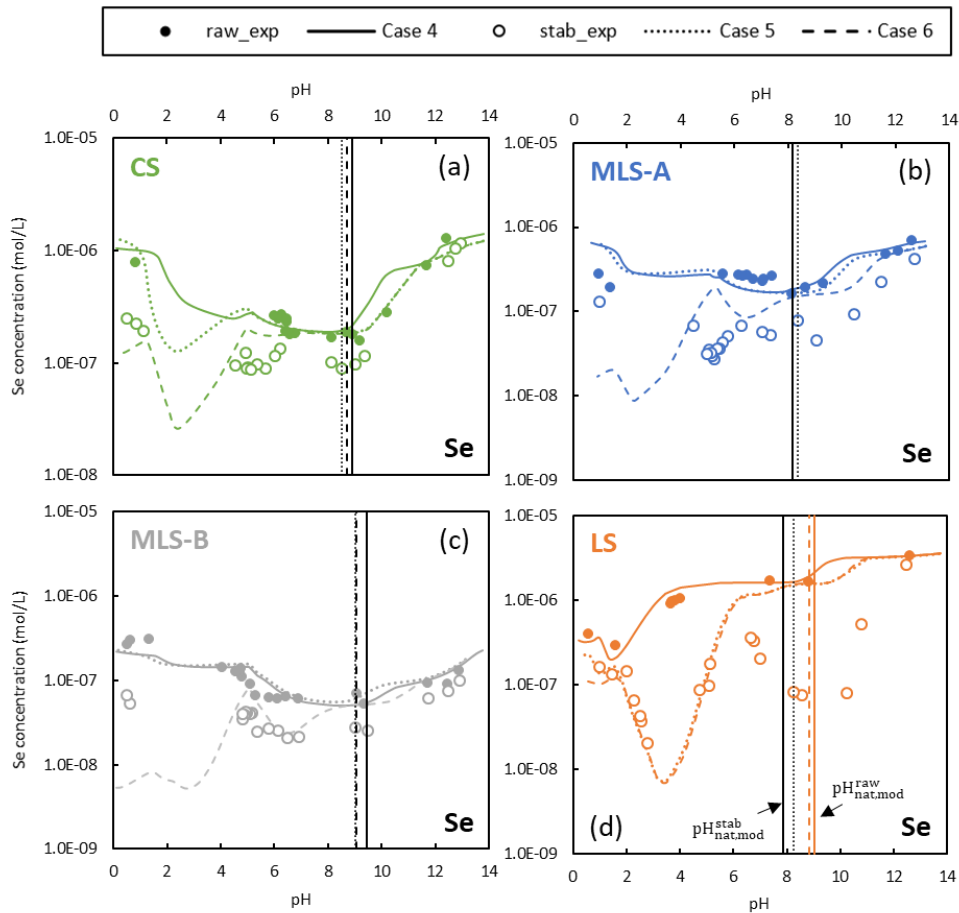 raw_exp Case 4 stab_exp Case 5 Case 6
pH pH
0 2 4 6 8 10 12 14 0 2 4 6 8 10 12 14
Se concentration (mol/L)
1.0E-05
1.0E-06
1.0E-07
1.0E-08
CS (a)
Se
1.0E-05
1.0E-06
1.0E-07
1.0E-08
1.0E-09
MLS-A (b)
Se
Se concentration (mol/L)
1.0E-05
1.0E-06
1.0E-07
1.0E-08
1.0E-09
MLS-B (c)
Se
0 2 4 6 8 10 12 14
pH
1.0E-05
1.0E-06
1.0E-07
1.0E-08
1.0E-09
LS
pH^raw_nat,mod
pH^stab_nat,mod
(d) Se
0 2 4 6 8 10 12 14
pH